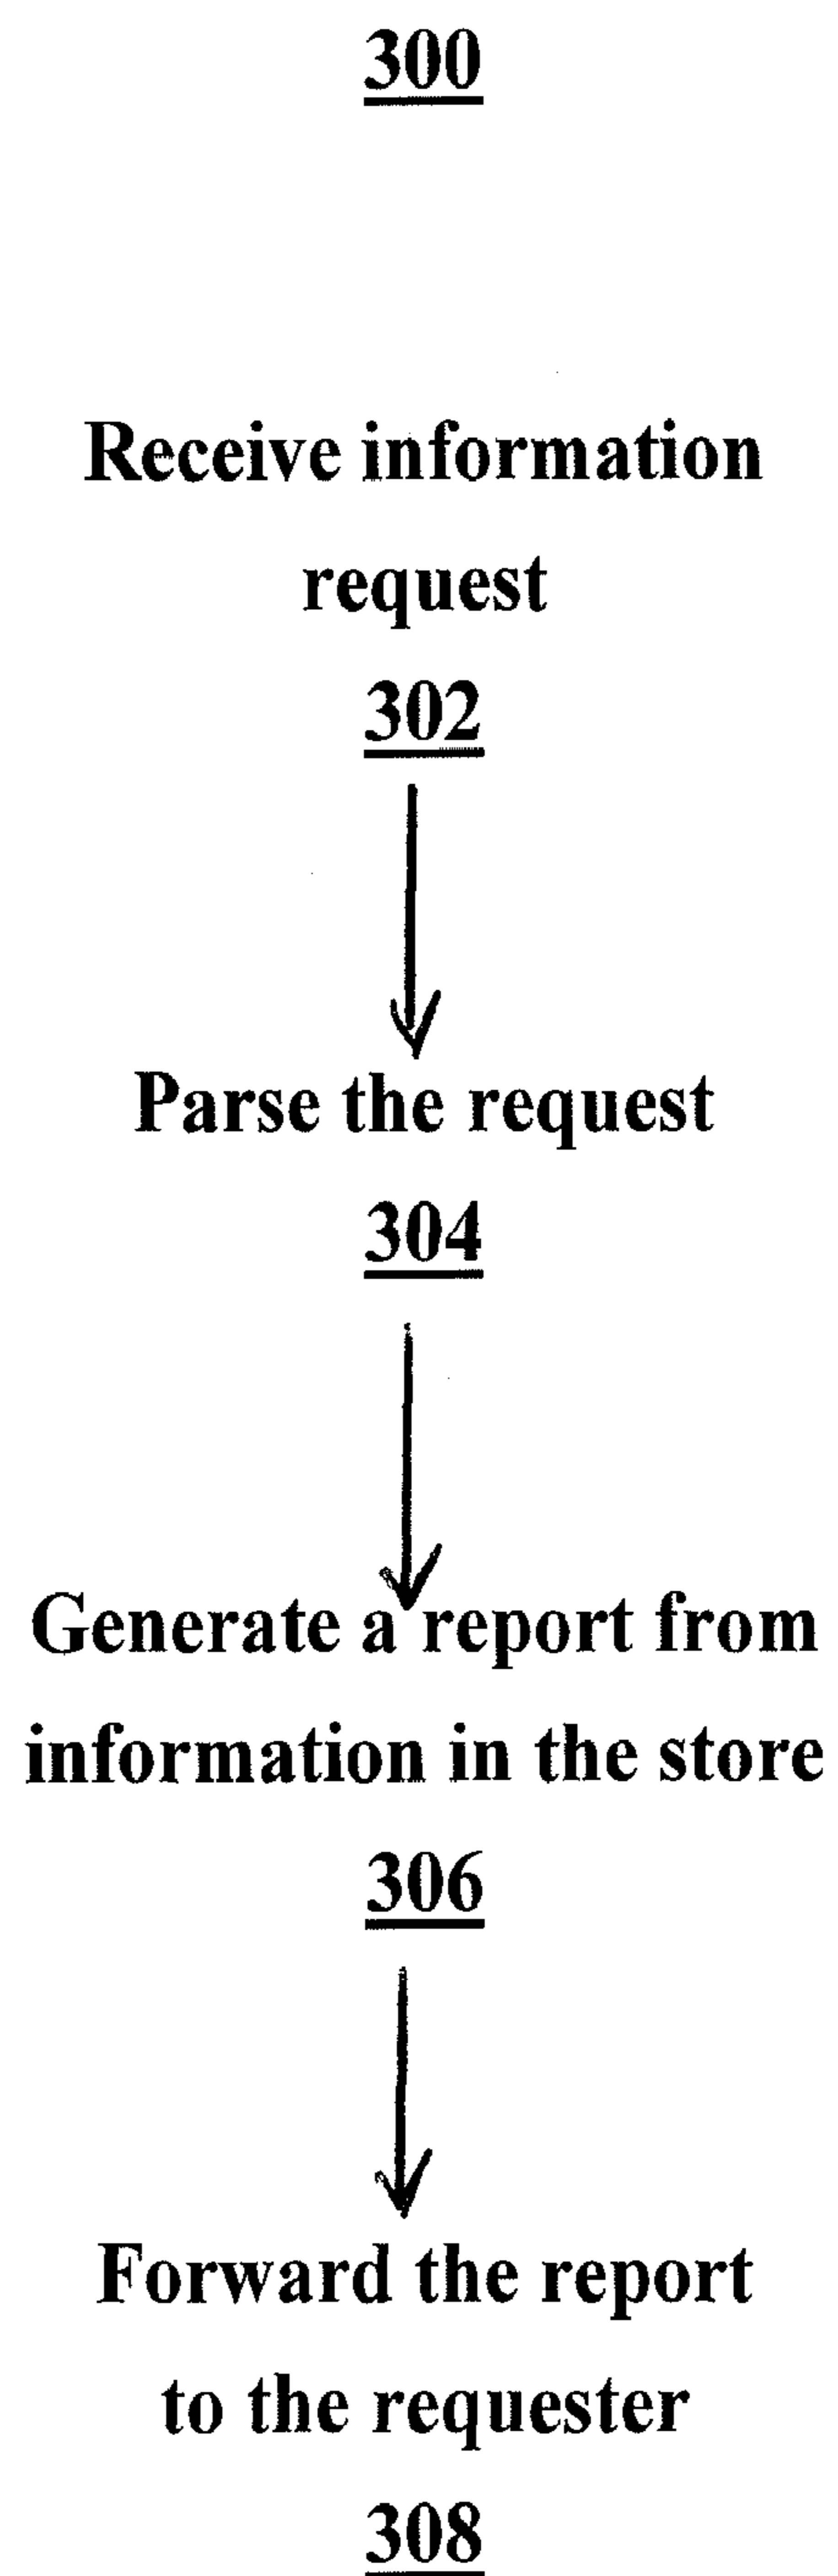 300
Receive information
request
302
Parse the request
304
Generate a report from
information in the store
306
Forward the report
to the requester
308